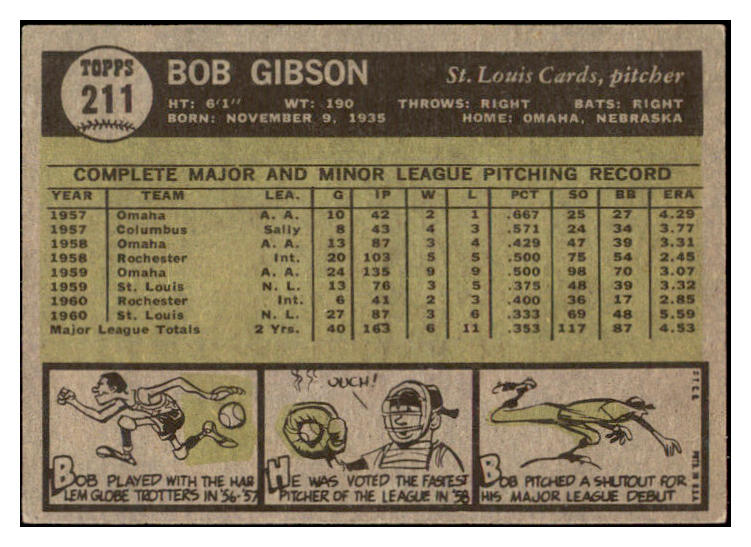 TOPPS
211
BOB GIBSON
St. Louis Cards, pitcher
HT: 6'1" WT: 190 THROWS: RIGHT BATS: RIGHT
BORN: NOVEMBER 9, 1935 HOME: OMAHA, NEBRASKA
COMPLETE MAJOR AND MINOR LEAGUE PITCHING RECORD
YEAR TEAM LEA. G IP W L PCT SO BB ERA
1957 Omaha A. A. 10 42 2 1 .667 25 27 4.29
1957 Columbus Sally 8 43 4 3 .571 24 34 3.77
1958 Omaha A. A. 13 87 3 4 .429 47 39 3.31
1958 Rochester Int. 20 103 5 5 .500 75 54 2.45
1959 Omaha A. A. 24 135 9 9 .500 98 70 3.07
1959 St. Louis N. L. 13 76 3 5 .375 48 39 3.32
1960 Rochester Int. 6 41 2 3 .400 36 17 2.85
1960 St. Louis N. L. 27 87 3 6 .333 69 48 5.59
Major League Totals 2 Yrs. 40 163 6 11 .353 117 87 4.53
BOB PLAYED WITH THE HAR
LEM GLOBE TROTTERS IN '56-'57
OUCH!
HE WAS VOTED THE FASTEST
PITCHER OF THE LEAGUE IN '58
BOB PITCHED A SHUTOUT FOR
HIS MAJOR LEAGUE DEBUT
PTD. IN U.S.A.